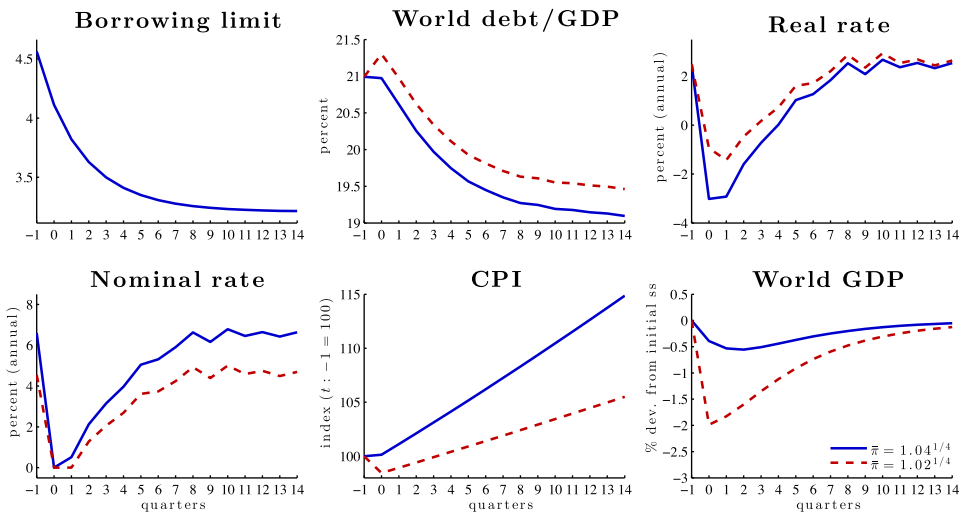 Borrowing limit
4.5
4
3.5
−1 0 1 2 3 4 5 6 7 8 9 10 11 12 13 14
World debt/GDP
percent
21.5
21
20.5
20
19.5
19
−1 0 1 2 3 4 5 6 7 8 9 10 11 12 13 14
Real rate
percent (annual)
2
0
−2
−4
−1 0 1 2 3 4 5 6 7 8 9 10 11 12 13 14
Nominal rate
percent (annual)
8
6
4
2
0
−1 0 1 2 3 4 5 6 7 8 9 10 11 12 13 14
quarters
CPI
index (t : −1 = 100)
115
110
105
100
−1 0 1 2 3 4 5 6 7 8 9 10 11 12 13 14
quarters
World GDP
% dev. from initial ss
0.5
0
−0.5
−1
−1.5
−2
−2.5
−3
π̄ = 1.04^{1/4}
π̄ = 1.02^{1/4}
−1 0 1 2 3 4 5 6 7 8 9 10 11 12 13 14
quarters